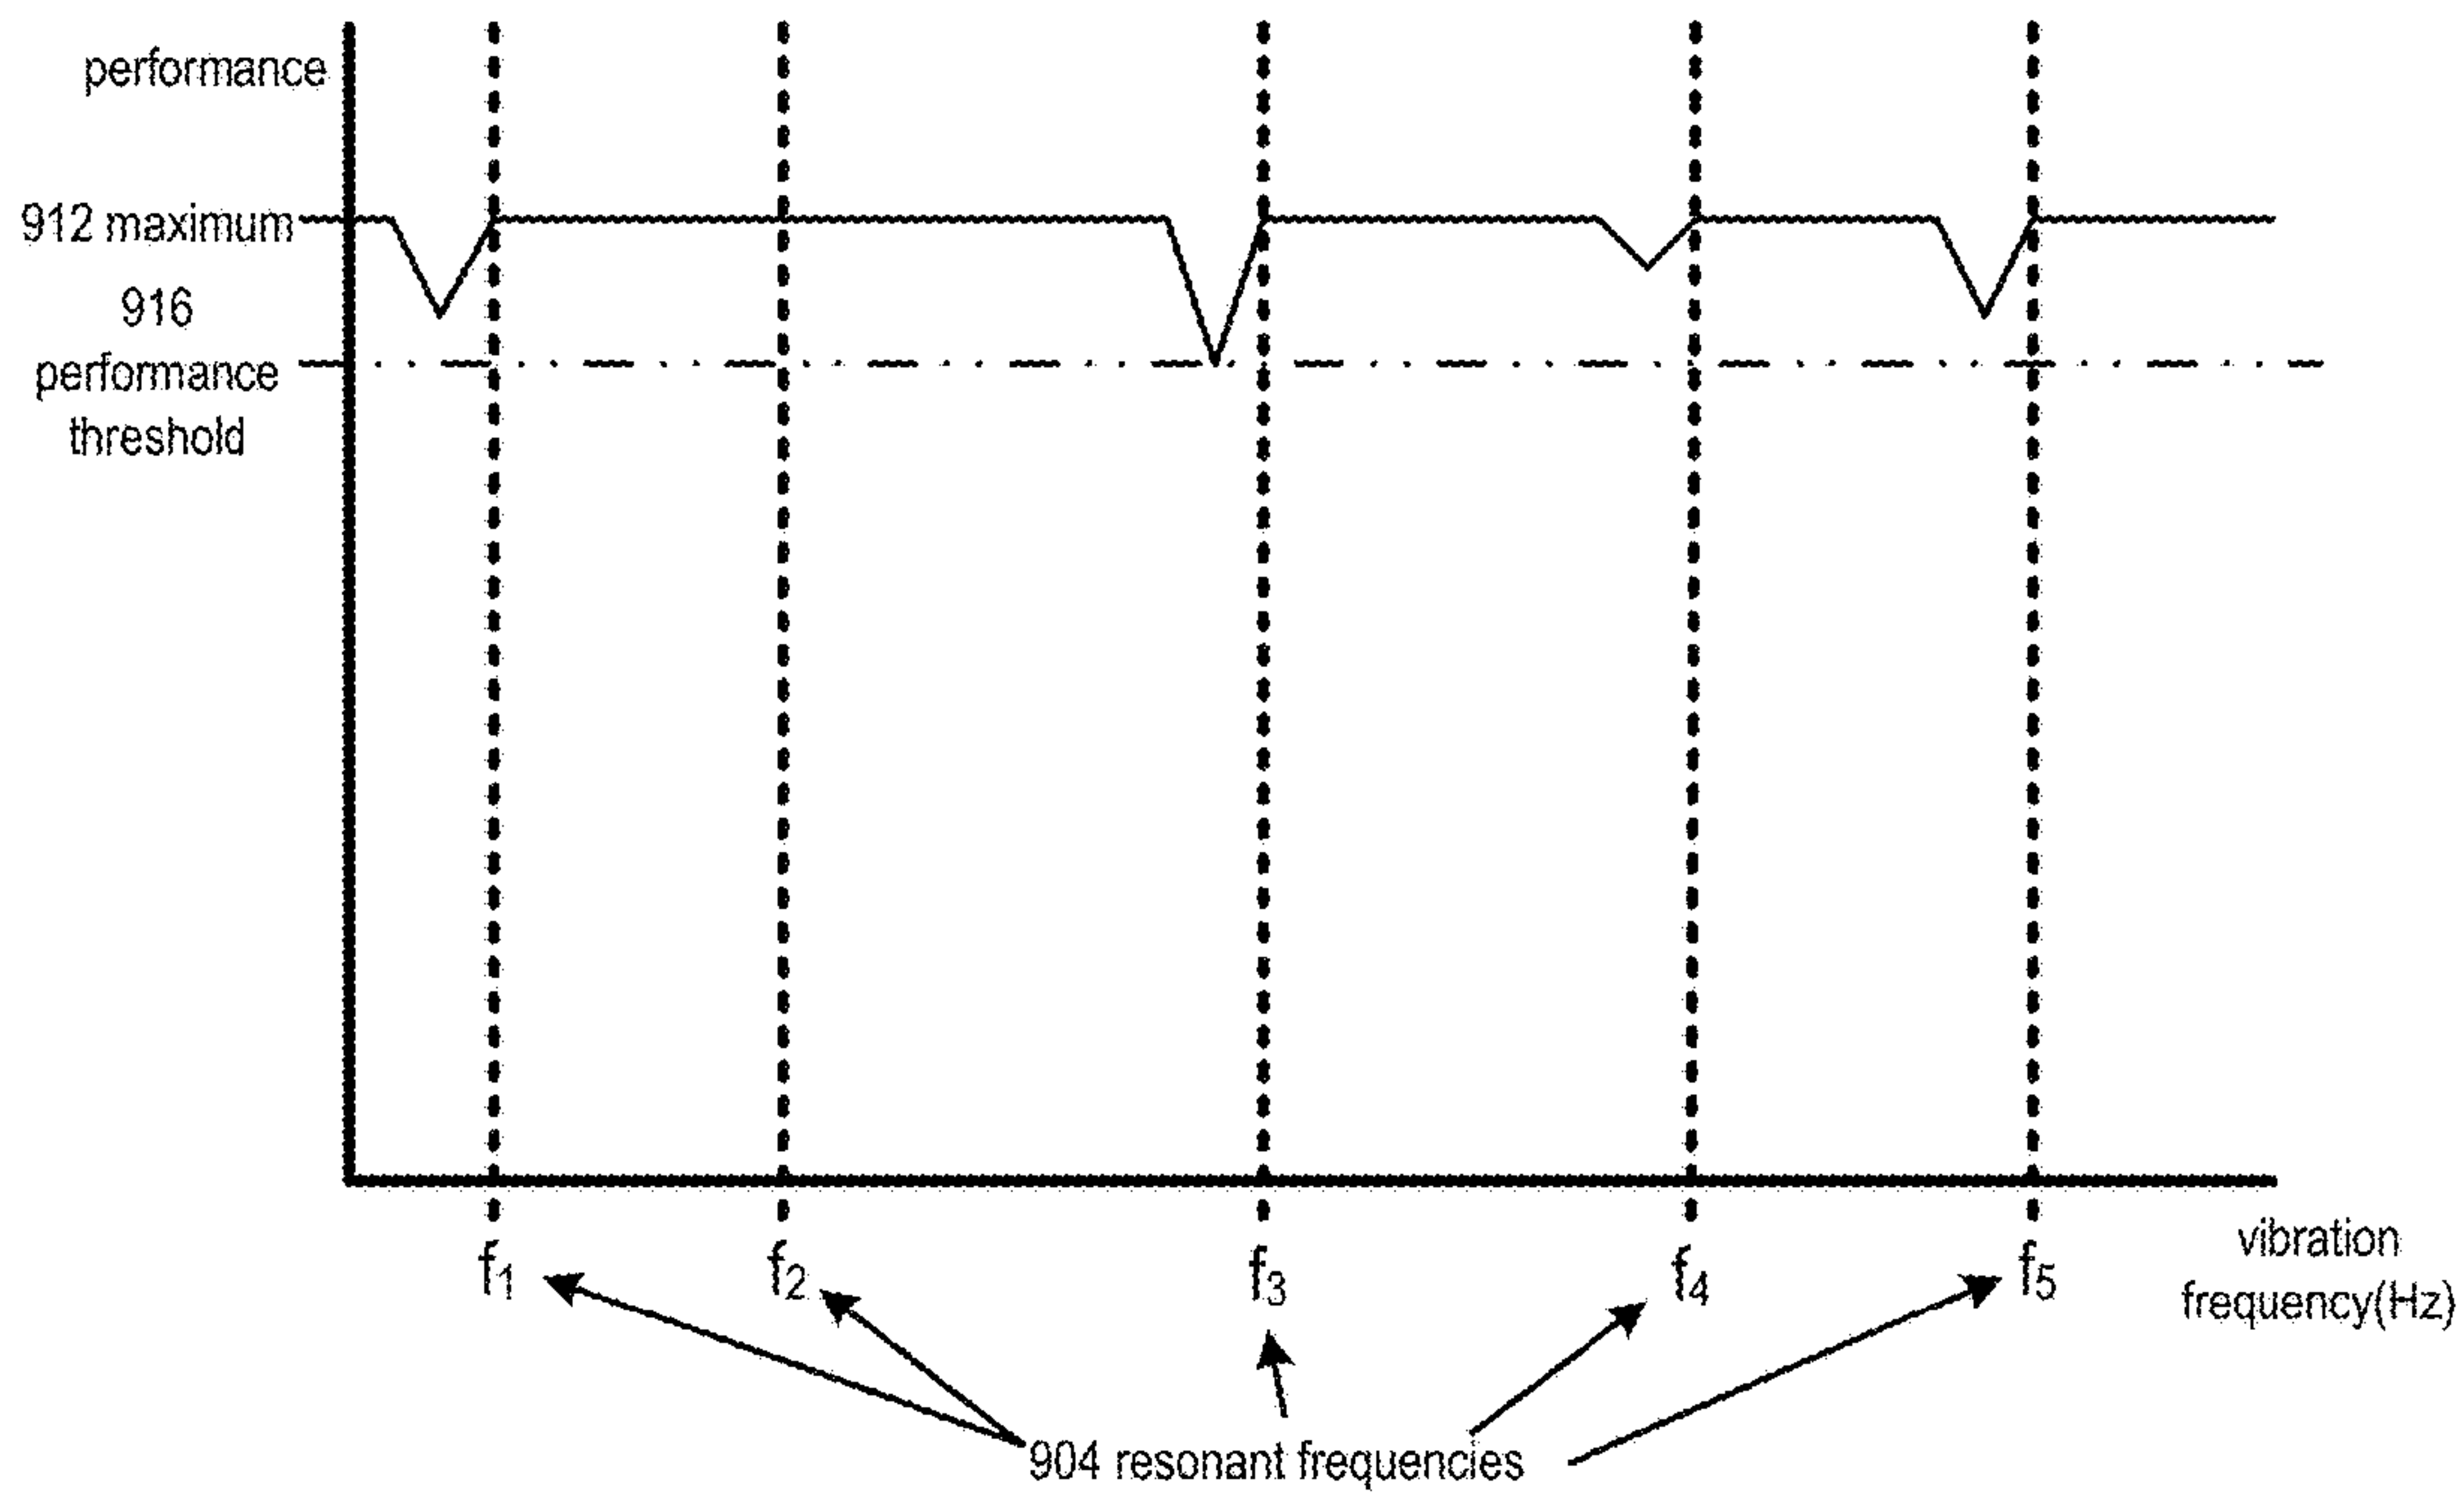 performance
912 maximum
916
performance
threshold
f1
f2
f3
f4
f5
vibration
frequency(Hz)
904 resonant frequencies